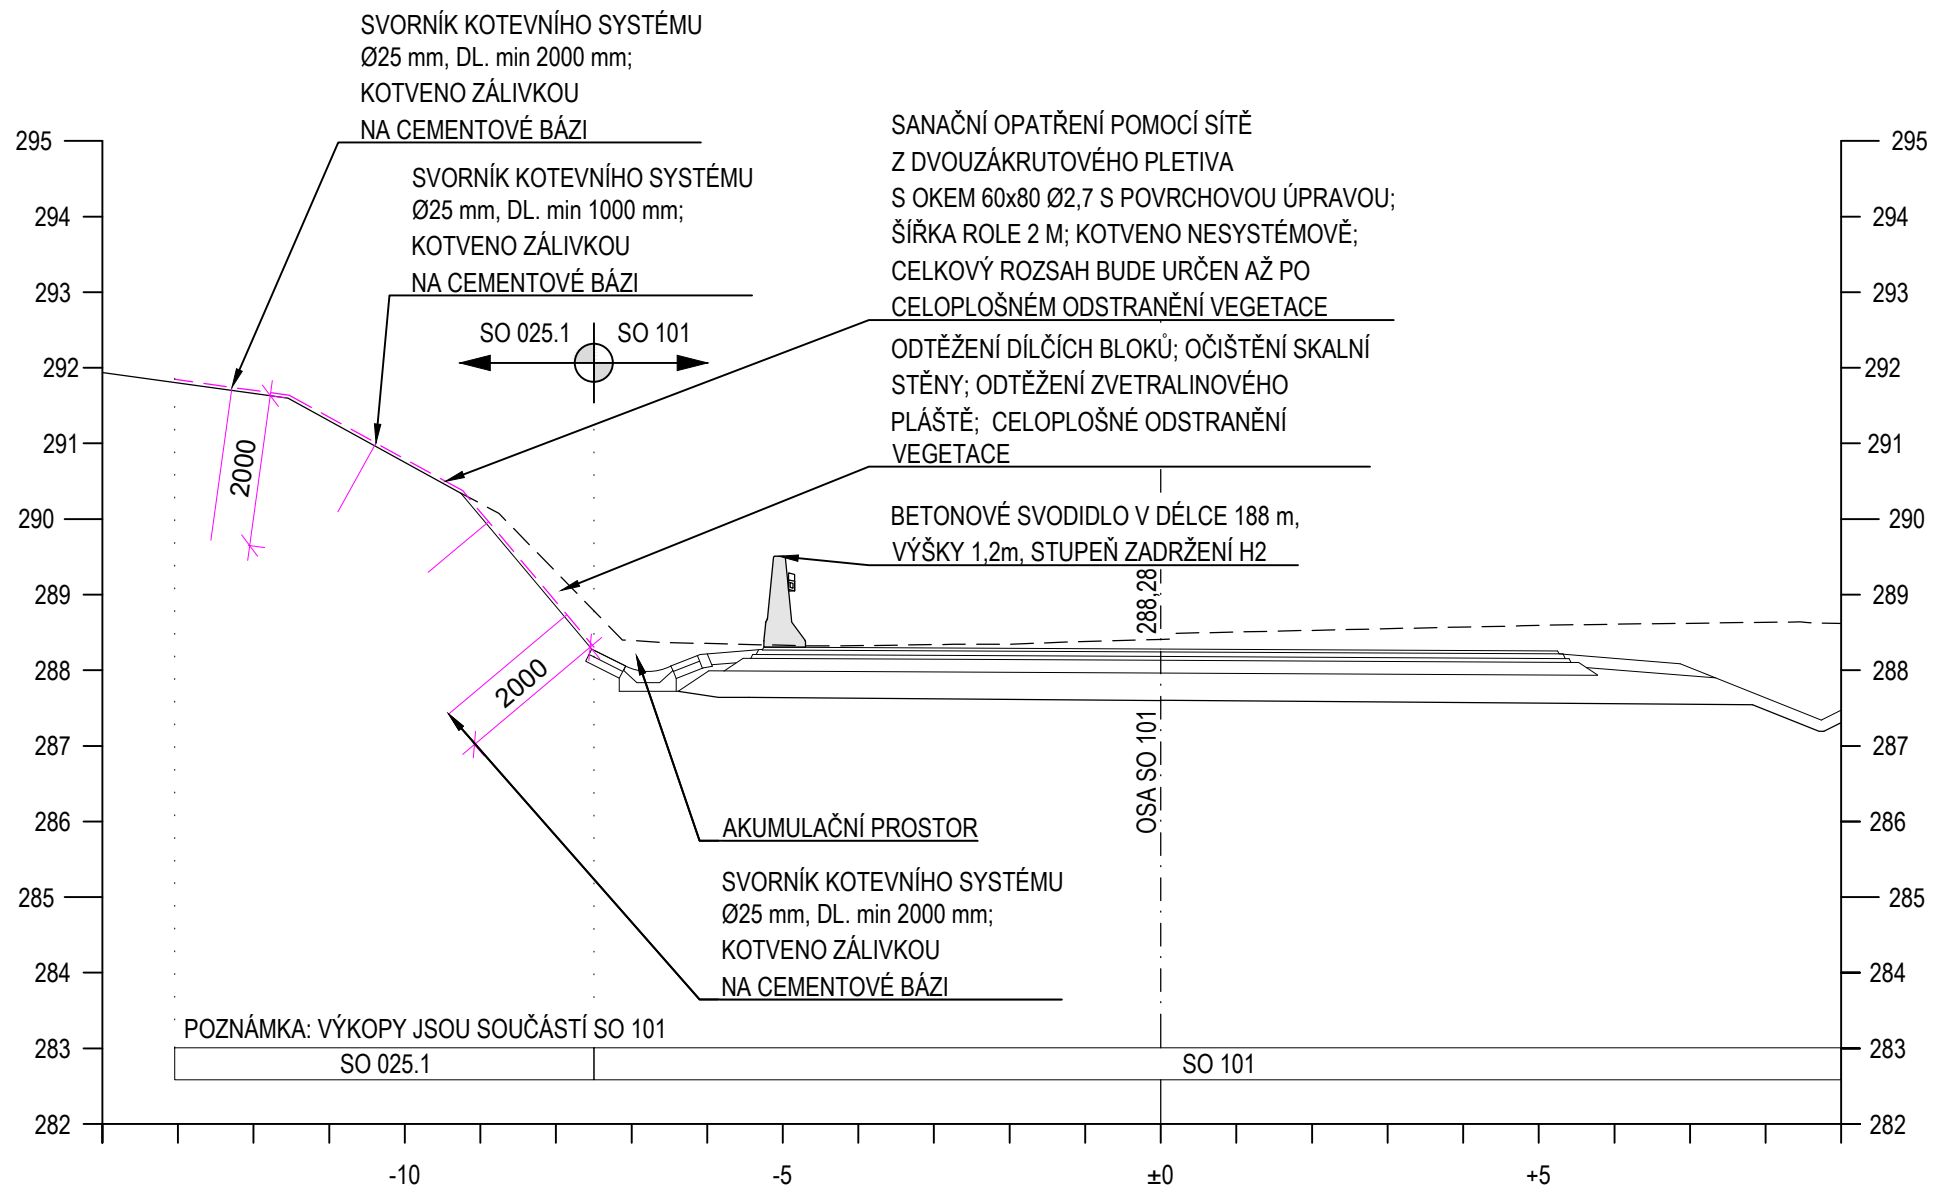 SVORNÍK KOTEVNÍHO SYSTÉMU
Ø25 mm, DL. min 2000 mm;
KOTVENO ZÁLIVKOU
NA CEMENTOVÉ BÁZI
SVORNÍK KOTEVNÍHO SYSTÉMU
Ø25 mm, DL. min 1000 mm;
KOTVENO ZÁLIVKOU
NA CEMENTOVÉ BÁZI
SANAČNÍ OPATŘENÍ POMOCÍ SÍTĚ
Z DVOUZÁKRUTOVÉHO PLETIVA
S OKEM 60x80 Ø2,7 S POVRCHOVOU ÚPRAVOU;
ŠÍŘKA ROLE 2 M; KOTVENO NESYSTÉMOVĚ;
CELKOVÝ ROZSAH BUDE URČEN AŽ PO
CELOPLOŠNÉM ODSTRANĚNÍ VEGETACE
SO 025.1
SO 101
ODTĚŽENÍ DÍLČÍCH BLOKŮ; OČIŠTĚNÍ SKALNÍ
STĚNY; ODTĚŽENÍ ZVETRALINOVÉHO
PLÁŠTĚ; CELOPLOŠNÉ ODSTRANĚNÍ
VEGETACE
BETONOVÉ SVODIDLO V DÉLCE 188 m,
VÝŠKY 1,2m, STUPEŇ ZADRŽENÍ H2
2000
2000
288,28
OSA SO 101
AKUMULAČNÍ PROSTOR
SVORNÍK KOTEVNÍHO SYSTÉMU
Ø25 mm, DL. min 2000 mm;
KOTVENO ZÁLIVKOU
NA CEMENTOVÉ BÁZI
POZNÁMKA: VÝKOPY JSOU SOUČÁSTÍ SO 101
SO 025.1
SO 101
295
294
293
292
291
290
289
288
287
286
285
284
283
282
295
294
293
292
291
290
289
288
287
286
285
284
283
282
-10
-5
±0
+5